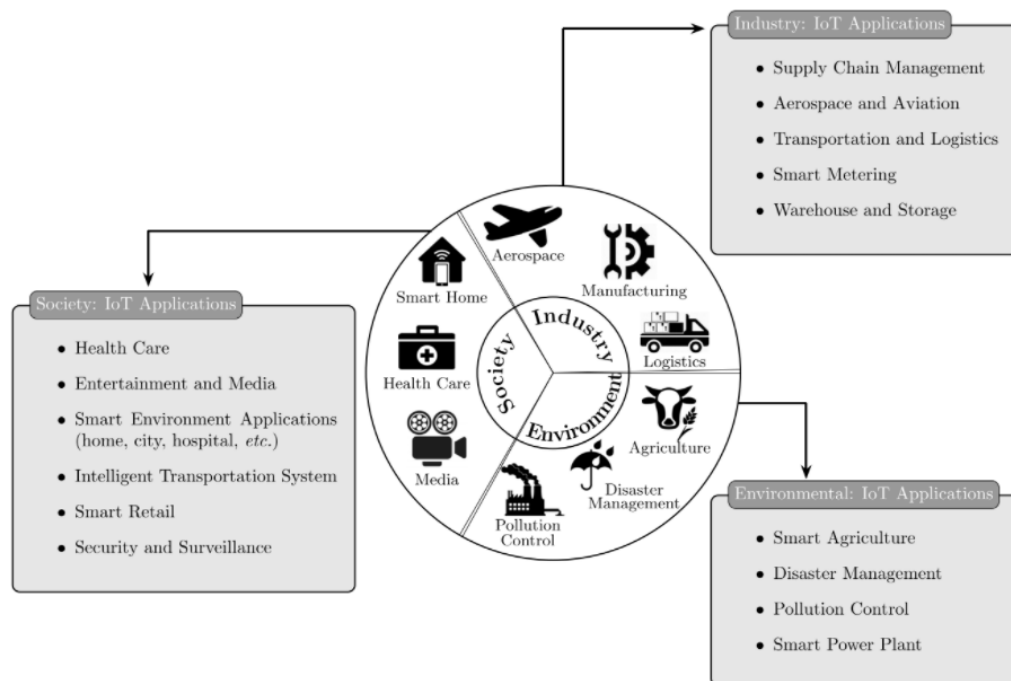 Industry: IoT Applications
• Supply Chain Management
• Aerospace and Aviation
• Transportation and Logistics
• Smart Metering
• Warehouse and Storage
Society: IoT Applications
• Health Care
• Entertainment and Media
• Smart Environment Applications
(home, city, hospital, etc.)
• Intelligent Transportation System
• Smart Retail
• Security and Surveillance
Aerospace
Manufacturing
Logistics
Smart Home
Health Care
Media
Industry
Society
Environment
Agriculture
Disaster
Management
Pollution
Control
Environmental: IoT Applications
• Smart Agriculture
• Disaster Management
• Pollution Control
• Smart Power Plant